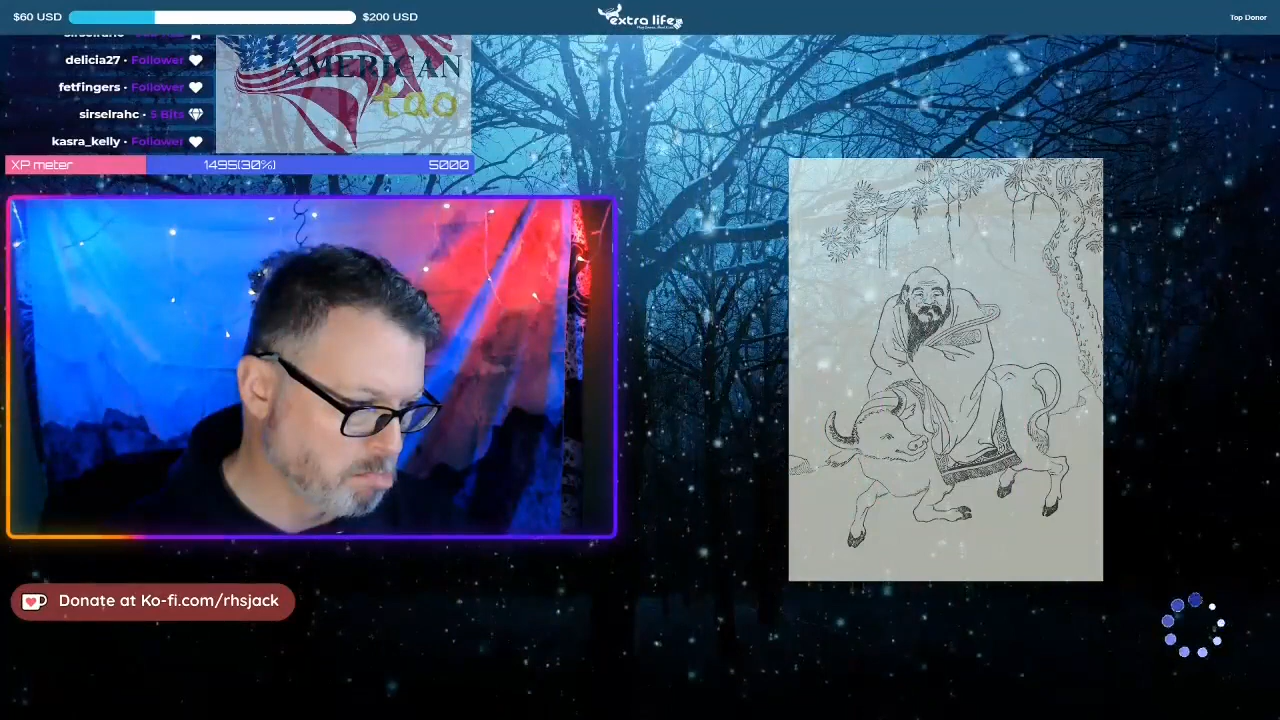 $60 USD
$200 USD
extra life
Top Donor
delicia27 • Follower
fetfingers • Follower
sirselrahc • 5 Bits
kasra_kelly • Follower
AMERICAN
tao
XP meter
1495(30%)
5000
Donate at Ko-fi.com/rhsjack